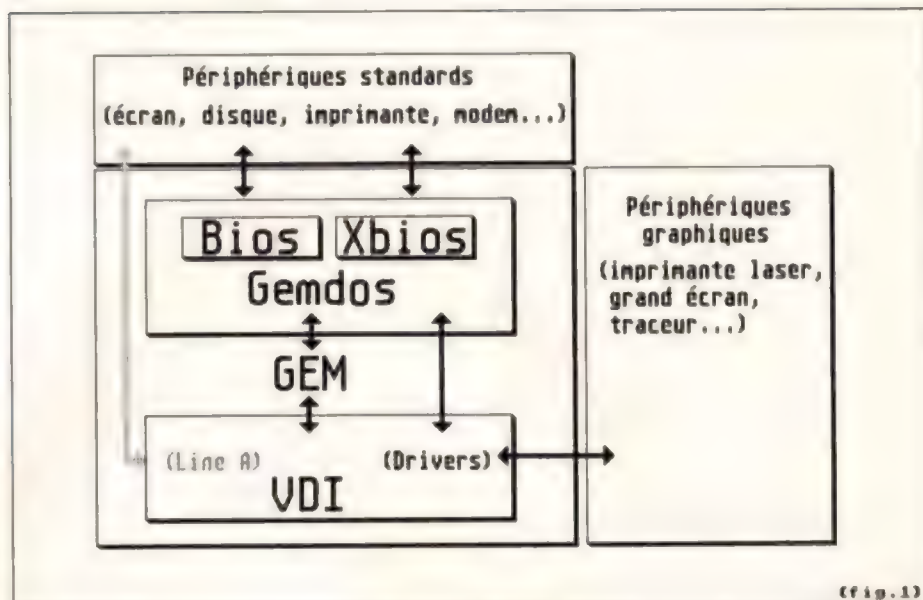 Périphériques standards
(écran, disque, imprimante, modem...)
Bios Xbios
Gemdos
GEM
(Line A) (Drivers)
VDI
Périphériques
graphiques
(imprimante laser,
grand écran,
traceur...)
(fig.1)